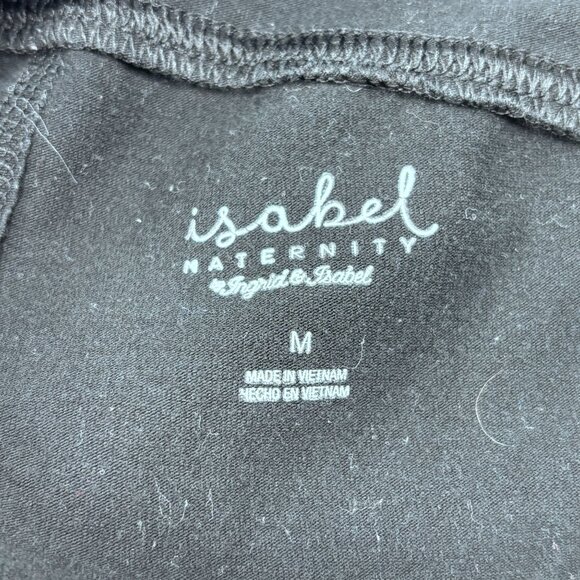 isabel
MATERNITY
by Ingrid & Isabel
M
MADE IN VIETNAM
HECHO EN VIETNAM